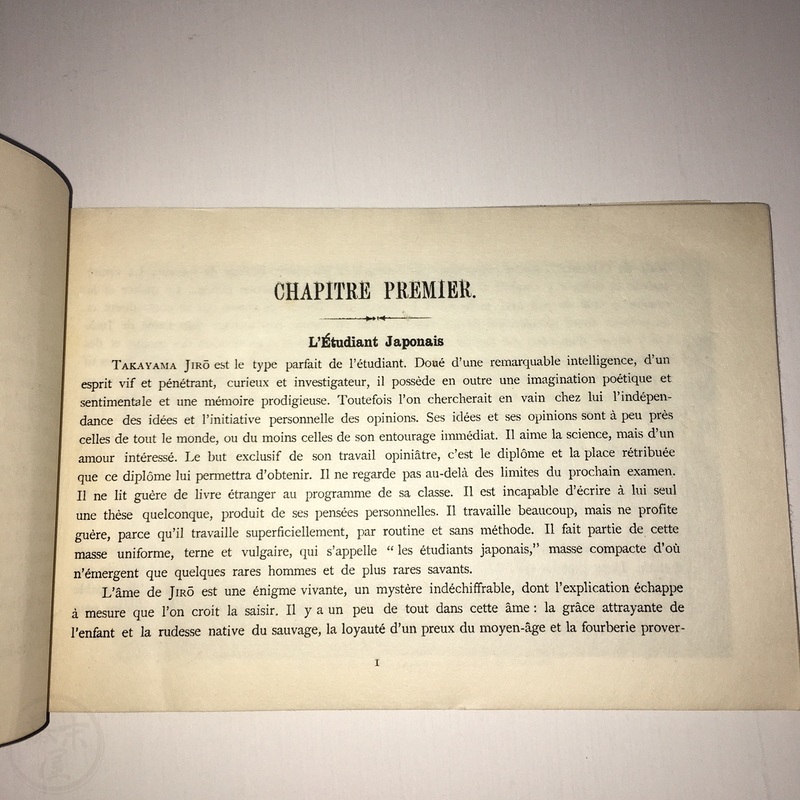 CHAPITRE PREMIER.
L'Étudiant Japonais
TAKAYAMA JIRŌ est le type parfait de l'étudiant. Doué d'une remarquable intelligence, d'un
esprit vif et pénétrant, curieux et investigateur, il possède en outre une imagination poétique et
sentimentale et une mémoire prodigieuse. Toutefois l'on chercherait en vain chez lui l'indépen-
dance des idées et l'initiative personnelle des opinions. Ses idées et ses opinions sont à peu près
celles de tout le monde, ou du moins celles de son entourage immédiat. Il aime la science, mais d'un
amour intéressé. Le but exclusif de son travail opiniâtre, c'est le diplôme et la place rétribuée
que ce diplôme lui permettra d'obtenir. Il ne regarde pas au-delà des limites du prochain examen.
Il ne lit guère de livre étranger au programme de sa classe. Il est incapable d'écrire à lui seul
une thèse quelconque, produit de ses pensées personnelles. Il travaille beaucoup, mais ne profite
guère, parce qu'il travaille superficiellement, par routine et sans méthode. Il fait partie de cette
masse uniforme, terne et vulgaire, qui s'appelle “les étudiants japonais,” masse compacte d'où
n'émergent que quelques rares hommes et de plus rares savants.
L'âme de JIRŌ est une énigme vivante, un mystère indéchiffrable, dont l'explication échappe
à mesure que l'on croit la saisir. Il y a un peu de tout dans cette âme : la grâce attrayante de
l'enfant et la rudesse native du sauvage, la loyauté d'un preux du moyen-âge et la fourberie prover-
1